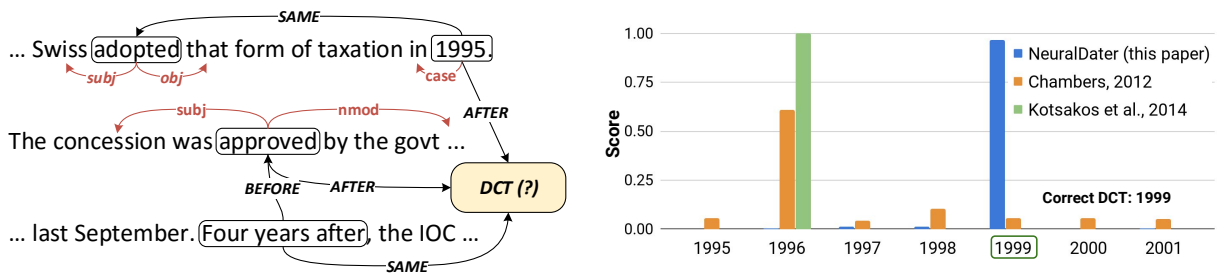 SAME
... Swiss adopted that form of taxation in 1995.
subj obj case
AFTER
subj nmod
The concession was approved by the govt ...
BEFORE AFTER DCT (?)
... last September. Four years after, the IOC ...
SAME
Score
1.00
0.75
0.50
0.25
0.00
NeuralDater (this paper)
Chambers, 2012
Kotsakos et al., 2014
Correct DCT: 1999
1995 1996 1997 1998 1999 2000 2001